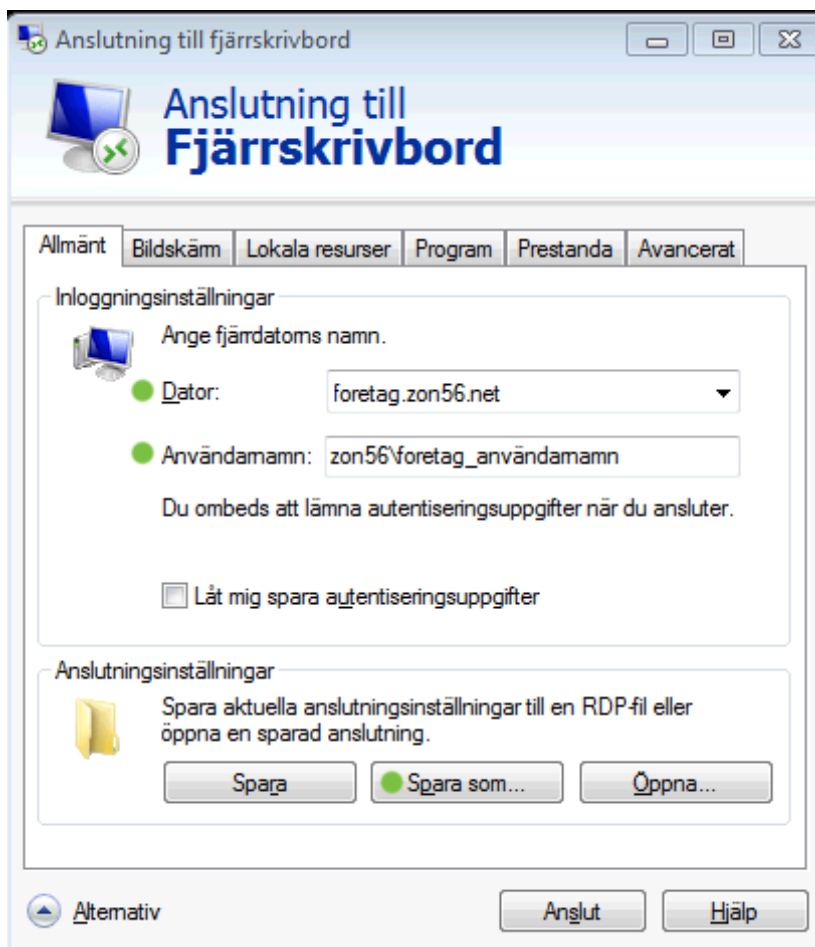 Anslutning till fjärrskrivbord
Anslutning till
Fjärrskrivbord
Allmänt Bildskärm Lokala resurser Program Prestanda Avancerat
Inloggningsinställningar
Ange fjärrdatorns namn.
Dator: foretag.zon56.net
Användarnamn: zon56\foretag_användarnamn
Du ombeds att lämna autentiseringsuppgifter när du ansluter.
Låt mig spara autentiseringsuppgifter
Anslutningsinställningar
Spara aktuella anslutningsinställningar till en RDP-fil eller
öppna en sparad anslutning.
Spara Spara som... Öppna...
Alternativ Anslut Hjälp